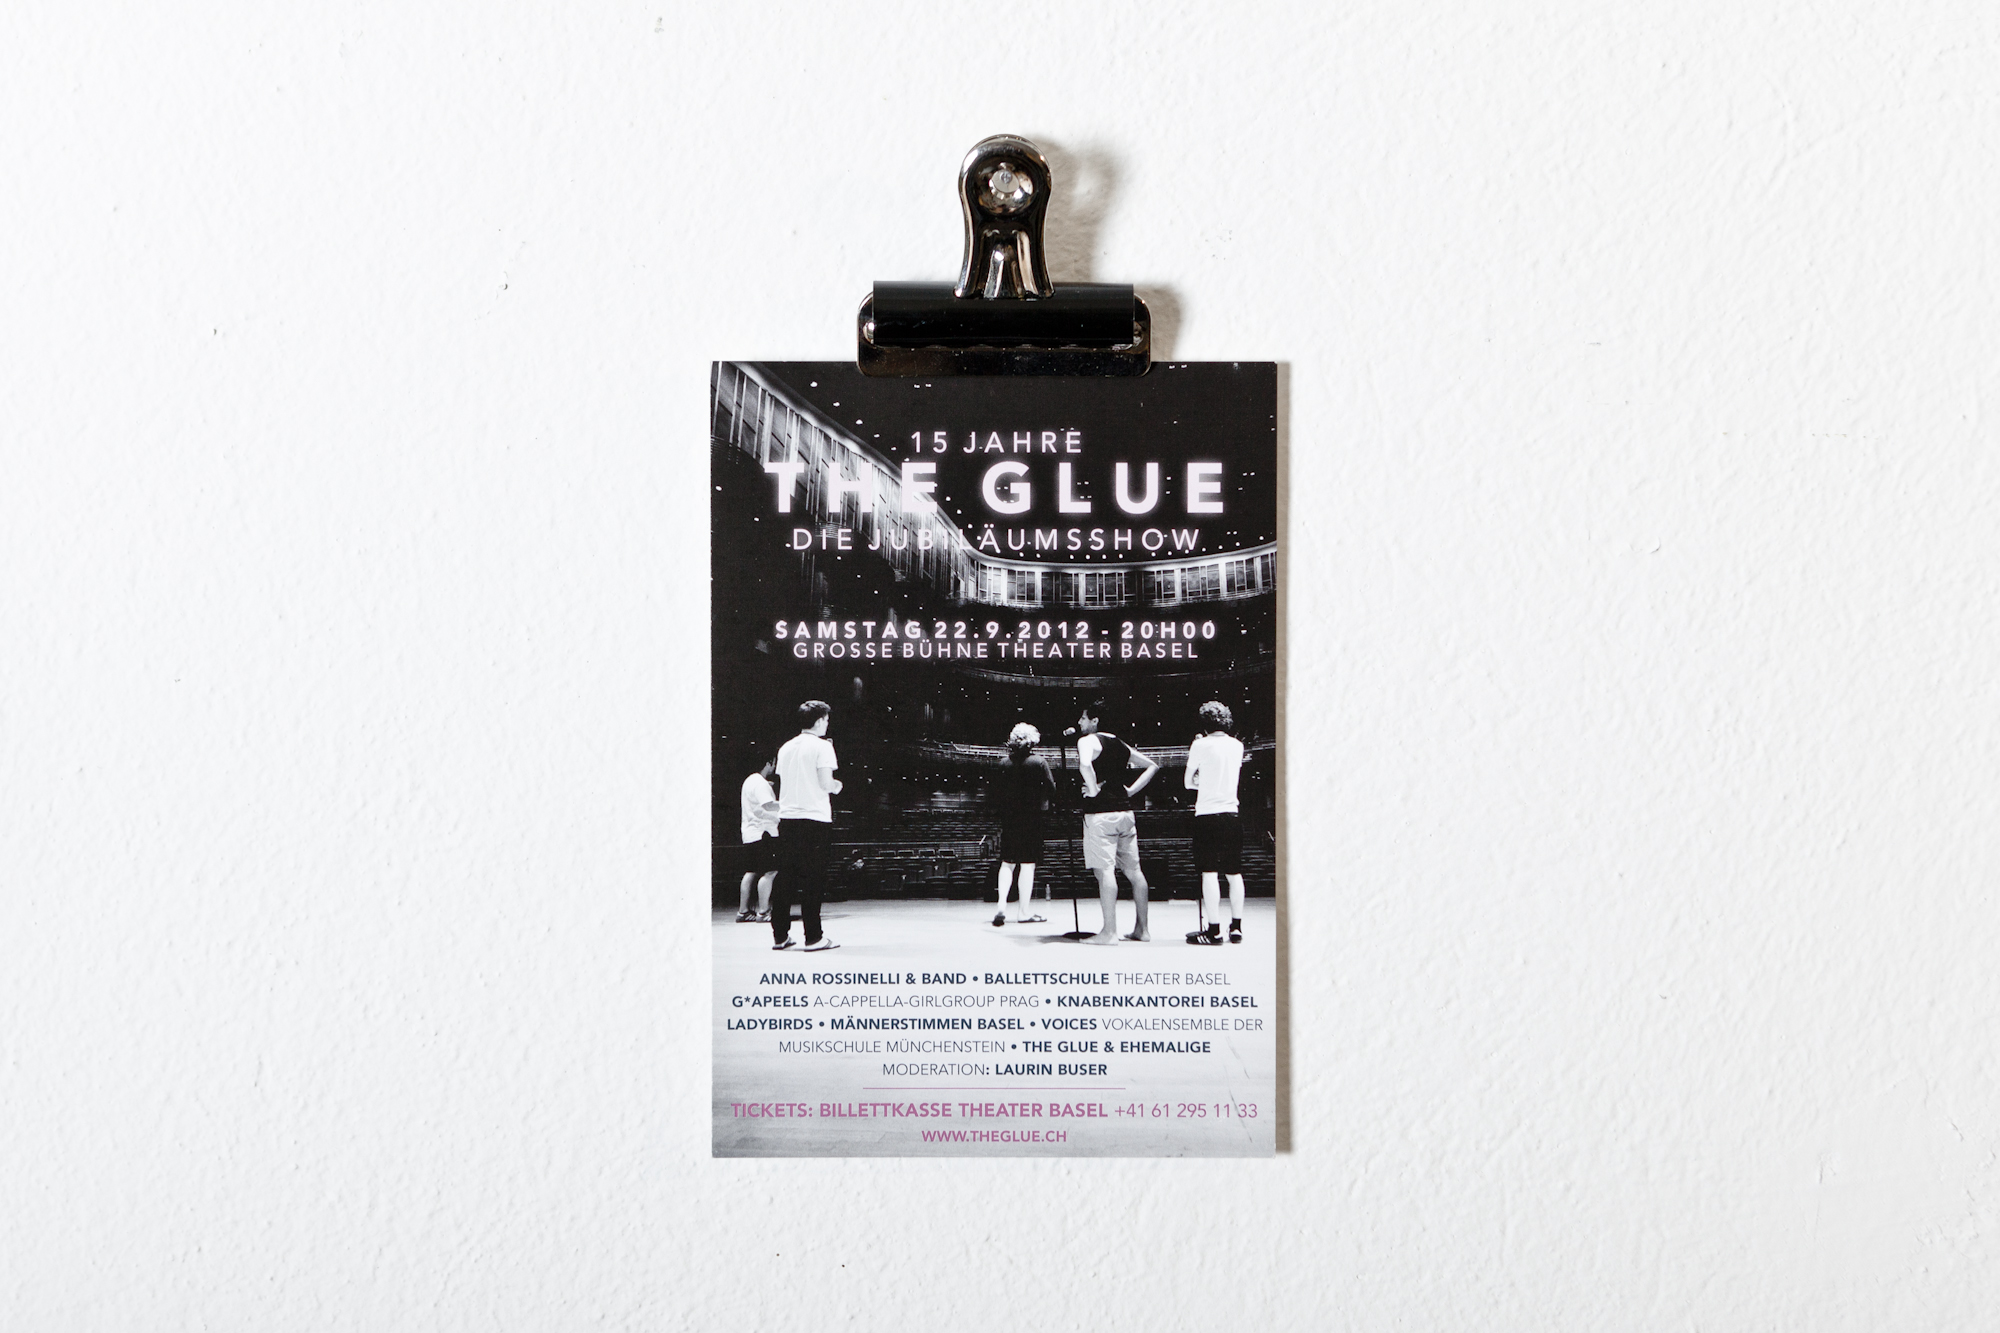 15 JAHRE
THE GLUE
DIE JUBILÄUMSSHOW
SAMSTAG 22.9.2012 - 20H00
GROSSE BÜHNE THEATER BASEL
ANNA ROSSINELLI & BAND • BALLETTSCHULE THEATER BASEL
G*APEELS A-CAPPELLA-GIRLGROUP PRAG • KNABENKANTOREI BASEL
LADYBIRDS • MÄNNERSTIMMEN BASEL • VOICES VOKALENSEMBLE DER
MUSIKSCHULE MÜNCHENSTEIN • THE GLUE & EHEMALIGE
MODERATION: LAURIN BUSER
TICKETS: BILLETTKASSE THEATER BASEL +41 61 295 11 33
WWW.THEGLUE.CH